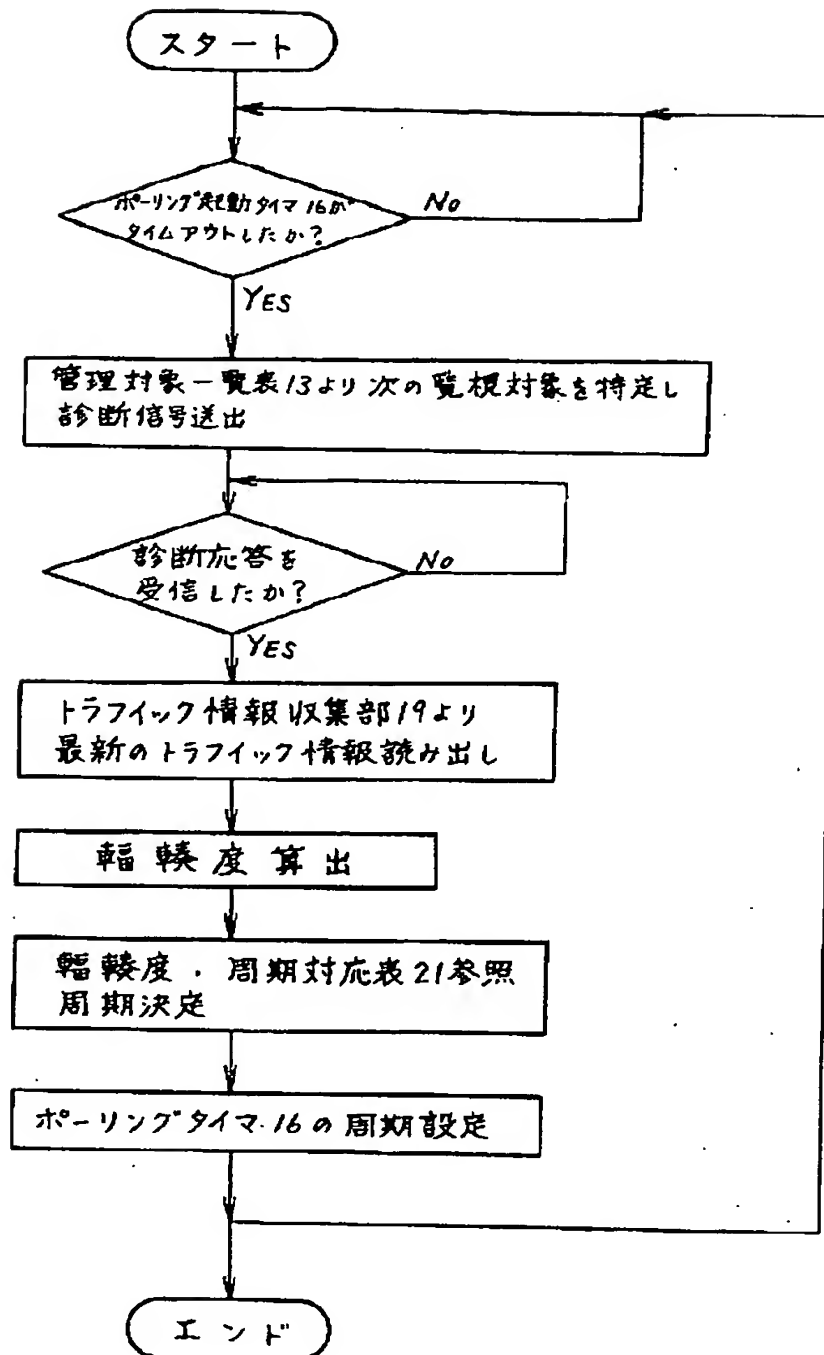 スタート
ポーリング起動タイマ16が
タイムアウトしたか?
No
YES
管理対象一覧表13より次の覧視対象を特定し
診断信号送出
診断応答を
受信したか?
No
YES
トラフイック情報収集部19より
最新のトラフイック情報読み出し
輻輳度算出
輻輳度・周期対応表21参照
周期決定
ポーリングタイマ16の周期設定
エンド